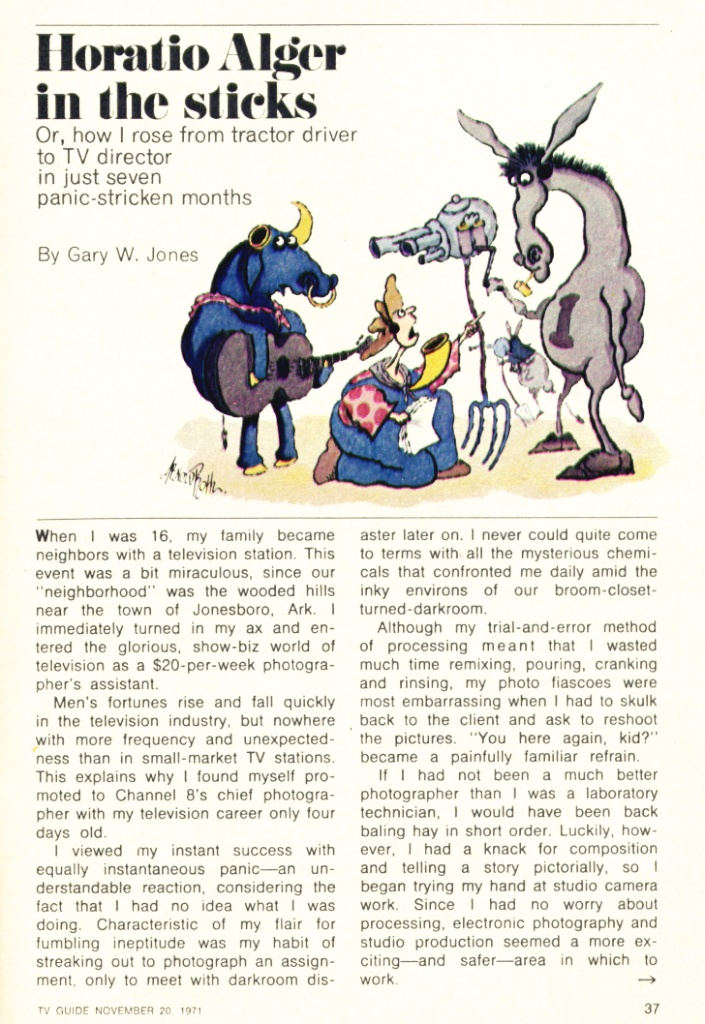 Horatio Alger
in the sticks
Or, how I rose from tractor driver
to TV director
in just seven
panic-stricken months
By Gary W. Jones
1
When I was 16, my family became
neighbors with a television station. This
event was a bit miraculous, since our
"neighborhood" was the wooded hills
near the town of Jonesboro, Ark. I
immediately turned in my ax and en-
tered the glorious, show-biz world of
television as a $20-per-week photogra-
pher's assistant.
Men's fortunes rise and fall quickly
in the television industry, but nowhere
with more frequency and unexpected-
ness than in small-market TV stations.
This explains why I found myself pro-
moted to Channel 8's chief photogra-
pher with my television career only four
days old.
I viewed my instant success with
equally instantaneous panic—an un-
derstandable reaction, considering the
fact that I had no idea what I was
doing. Characteristic of my flair for
fumbling ineptitude was my habit of
streaking out to photograph an assign-
ment, only to meet with darkroom dis-
aster later on. I never could quite come
to terms with all the mysterious chemi-
cals that confronted me daily amid the
inky environs of our broom-closet-
turned-darkroom.
Although my trial-and-error method
of processing meant that I wasted
much time remixing, pouring, cranking
and rinsing, my photo fiascoes were
most embarrassing when I had to skulk
back to the client and ask to reshoot
the pictures. "You here again, kid?"
became a painfully familiar refrain.
If I had not been a much better
photographer than I was a laboratory
technician, I would have been back
baling hay in short order. Luckily, how-
ever, I had a knack for composition
and telling a story pictorially, so I
began trying my hand at studio camera
work. Since I had no worry about
processing, electronic photography and
studio production seemed a more ex-
citing—and safer—area in which to
work. →
TV GUIDE NOVEMBER 20, 1971
37